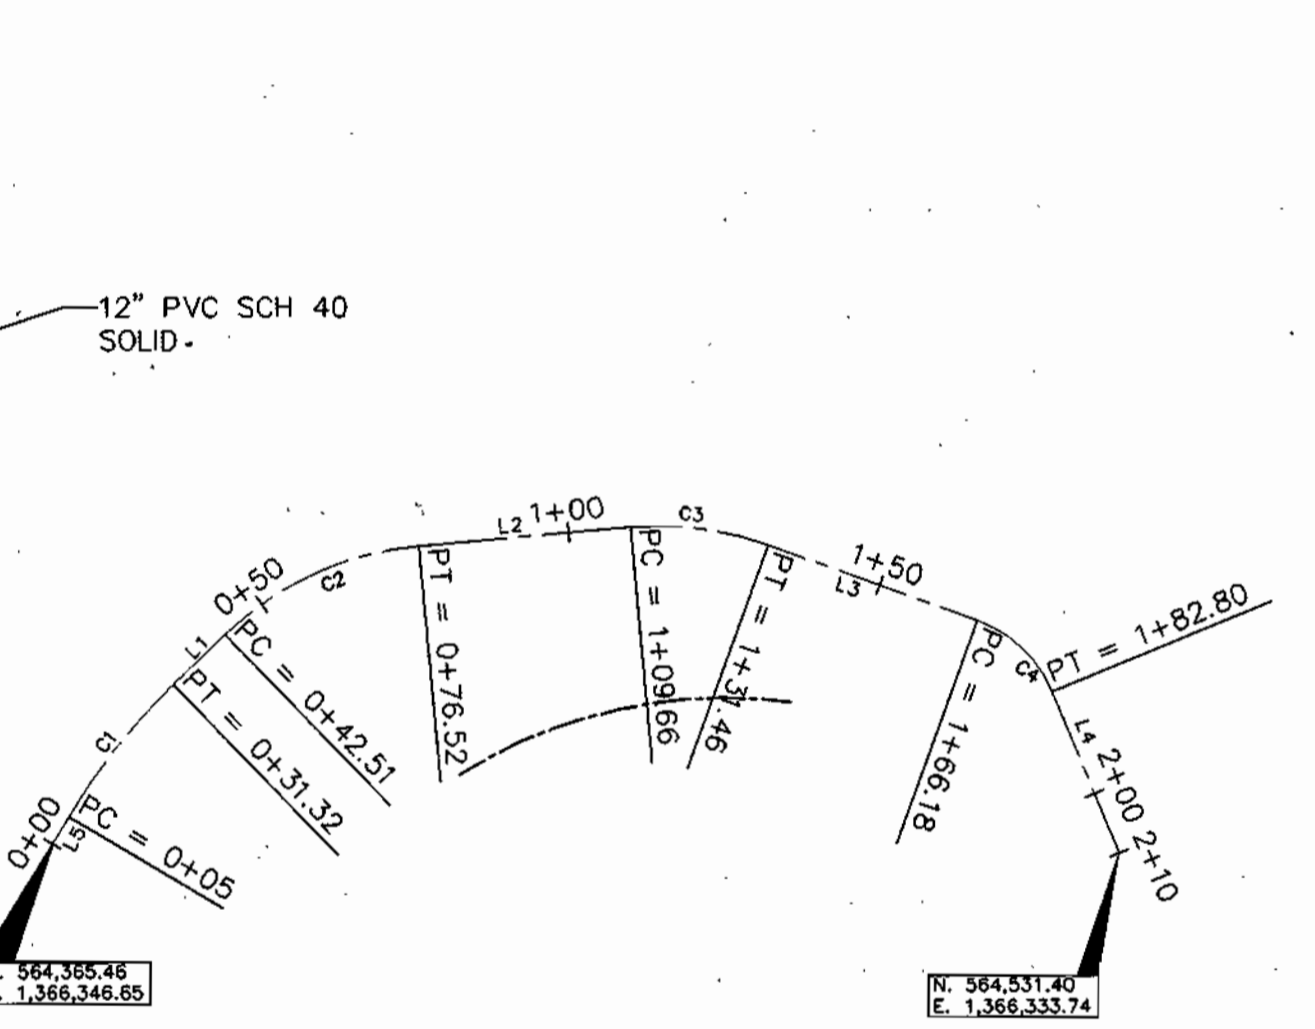 12" PVC SCH 40
SOLID
0+00
L5
PC = 0+05
C1
PT = 0+31.32
L1
PC = 0+42.51
0+50
C2
PT = 0+76.52
L2
1+00
PC = 1+09.66
C3
PT = 1+31.46
L3
1+50
PC = 1+66.18
C4
PT = 1+82.80
L4
2+00
2+10
. 564,365.46
. 1,366,346.65
N. 564,531.40
E. 1,366,333.74